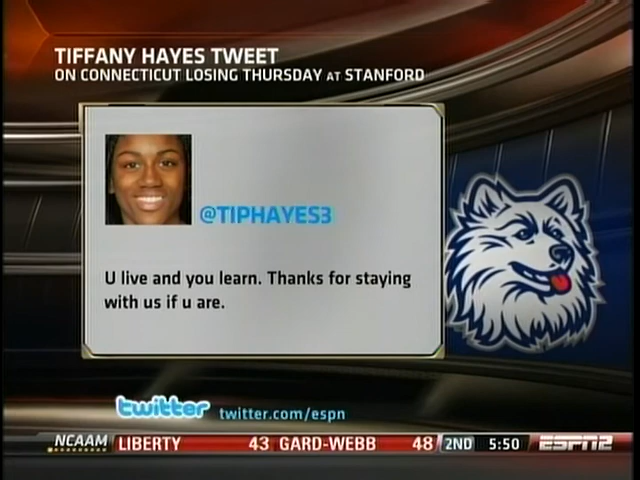 TIFFANY HAYES TWEET
ON CONNECTICUT LOSING THURSDAY AT STANFORD
@TIPHAYES3
U live and you learn. Thanks for staying
with us if u are.
twitter twitter.com/espn
NCAAM LIBERTY 43 GARD-WEBB 48 2ND 5:50 ESPN2